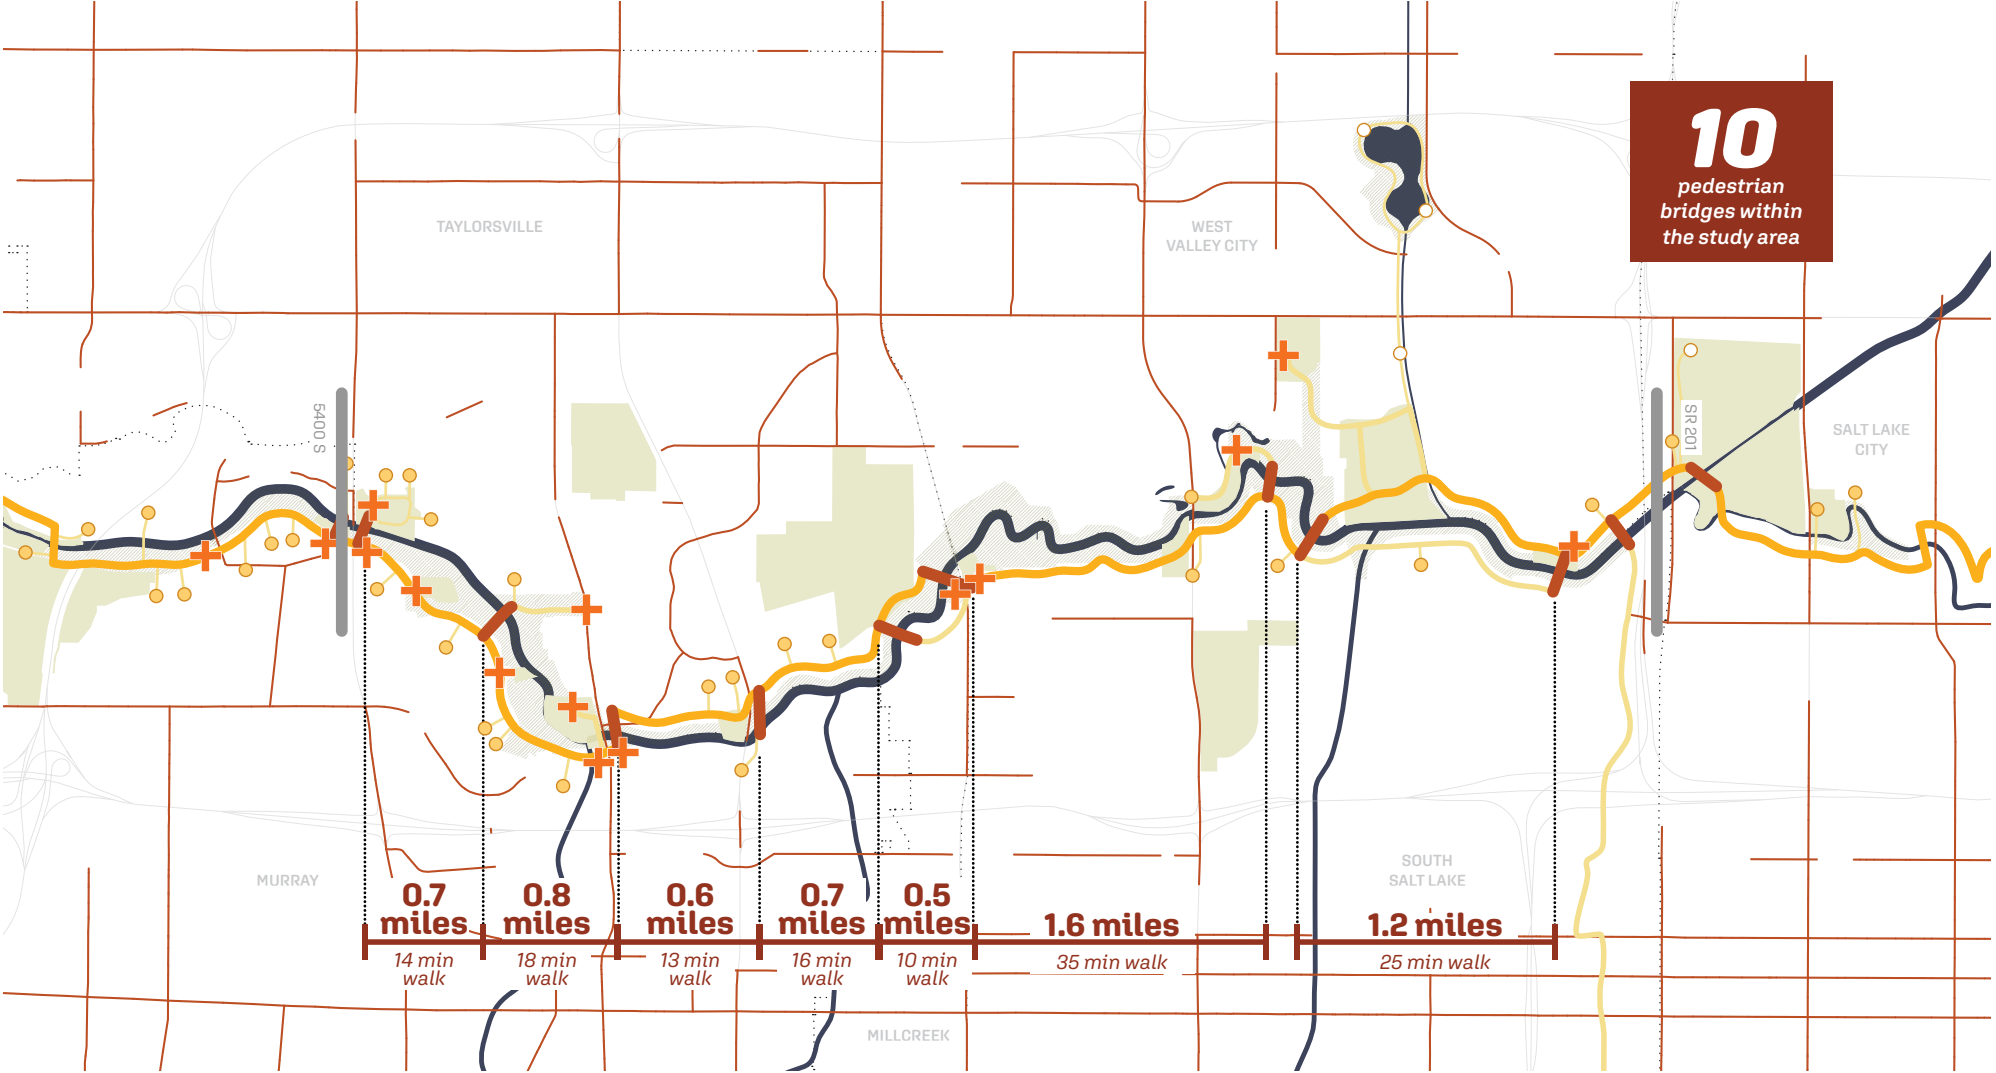 10
pedestrian
bridges within
the study area
TAYLORSVILLE
WEST
VALLEY CITY
5400 S
SR 201
SALT LAKE
CITY
MURRAY
SOUTH
SALT LAKE
0.7
miles
0.8
miles
0.6
miles
0.7
miles
0.5
miles
1.6 miles
1.2 miles
14 min
walk
18 min
walk
13 min
walk
16 min
walk
10 min
walk
35 min walk
25 min walk
MILLCREEK